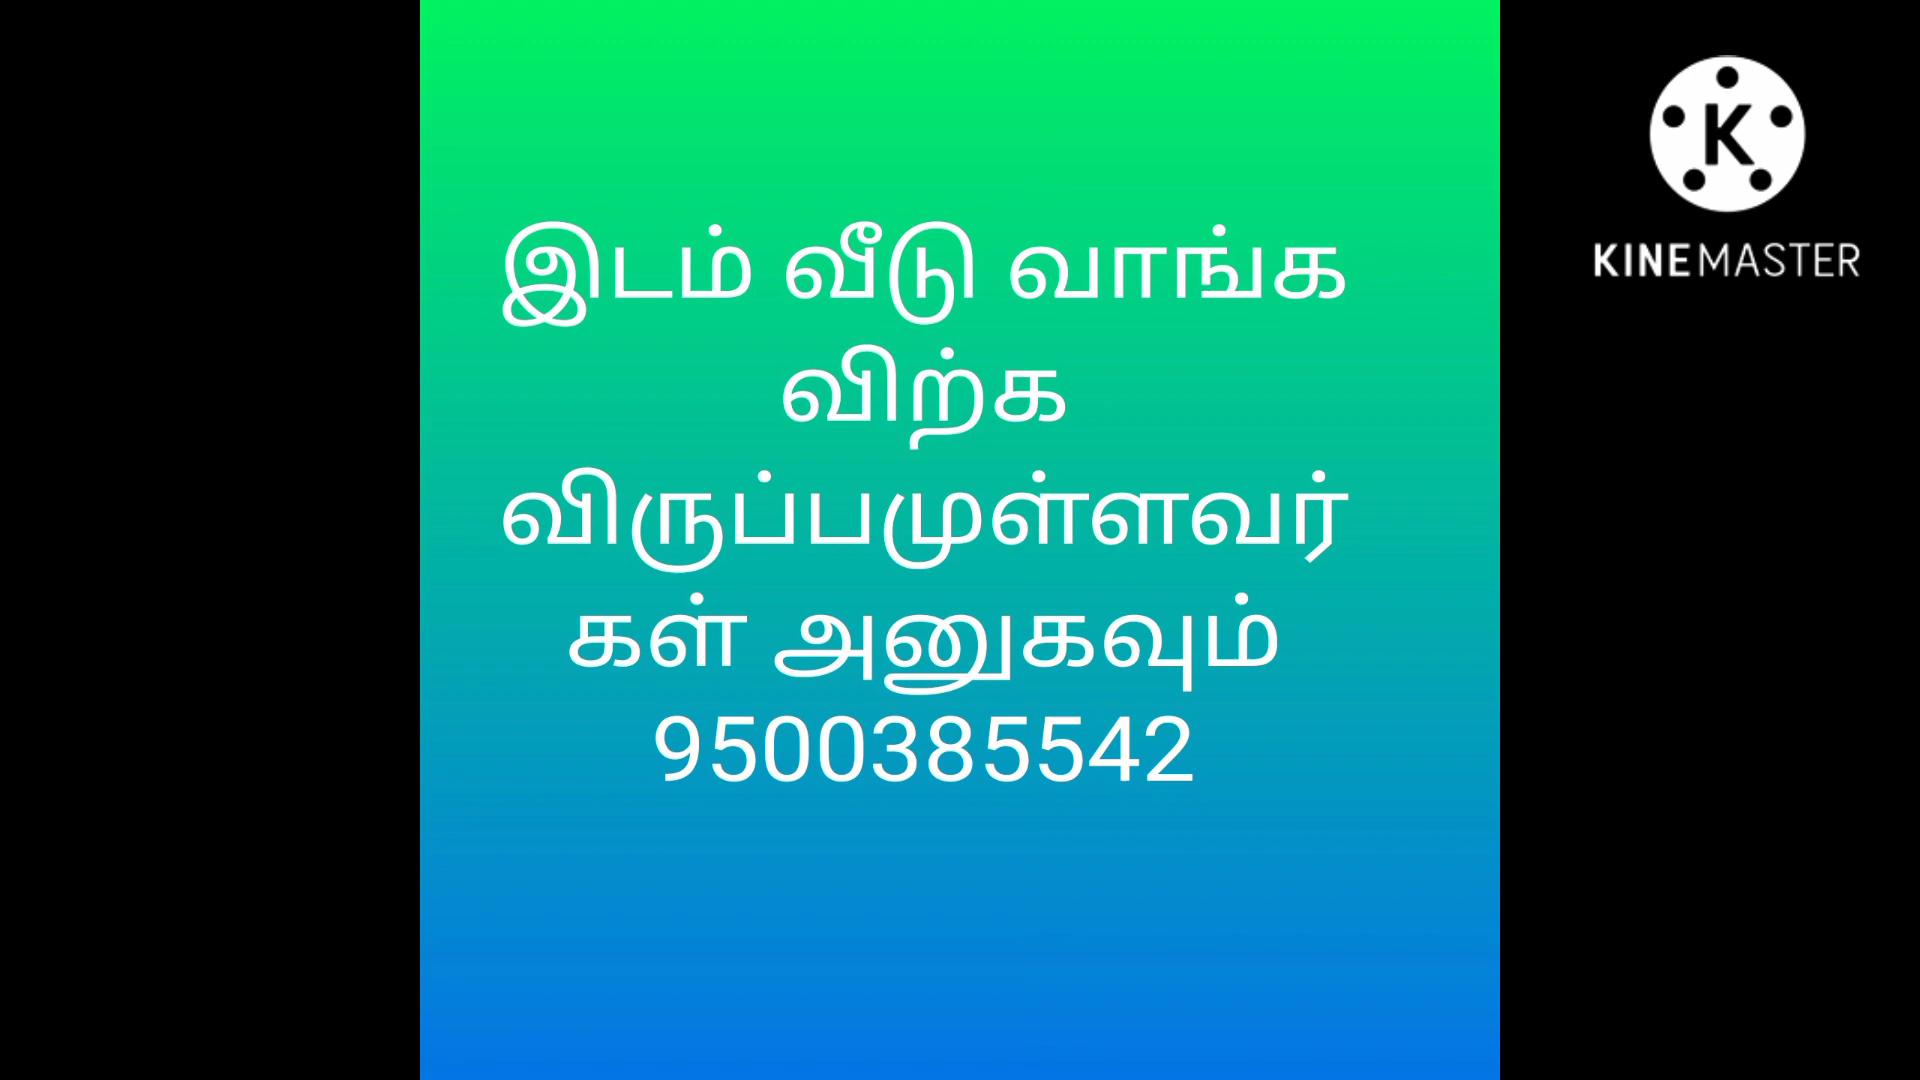 இடம் வீடு வாங்க
விற்க
விருப்பமுள்ளவர்
கள் அனுகவும்
9500385542
K
KINEMASTER